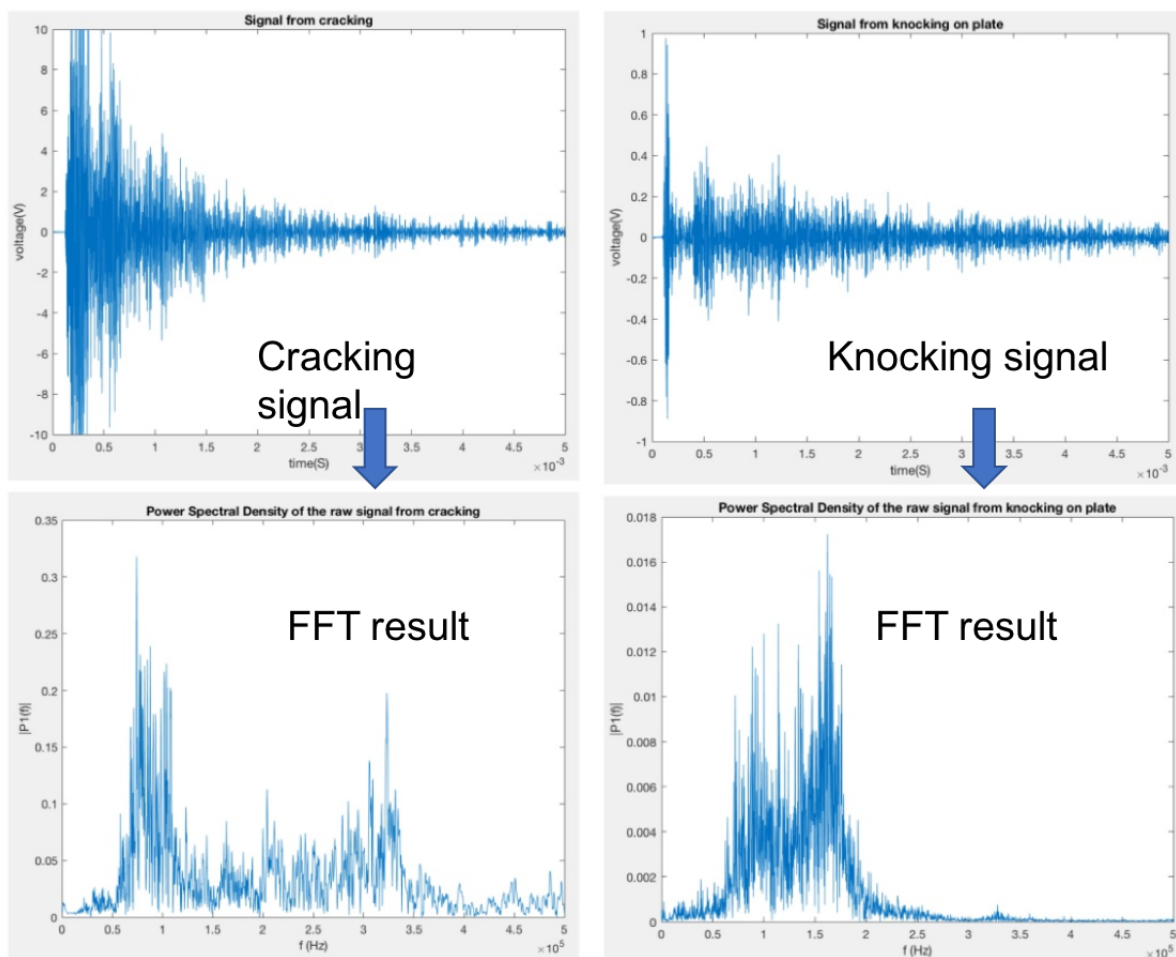 Signal from cracking
10
8
6
4
2
0
-2
-4
-6
-8
-10
voltage(V)
0 0.5 1 1.5 2 2.5 3 3.5 4 4.5 5
time(S)
×10⁻³
Cracking
signal
Signal from knocking on plate
1
0.8
0.6
0.4
0.2
0
-0.2
-0.4
-0.6
-0.8
-1
voltage(V)
0 0.5 1 1.5 2 2.5 3 3.5 4 4.5 5
time(S)
×10⁻³
Knocking signal
Power Spectral Density of the raw signal from cracking
0.35
0.3
0.25
0.2
0.15
0.1
0.05
0
|P1(f)|
0 0.5 1 1.5 2 2.5 3 3.5 4 4.5 5
f (Hz)
×10⁵
FFT result
Power Spectral Density of the raw signal from knocking on plate
0.018
0.016
0.014
0.012
0.01
0.008
0.006
0.004
0.002
0
|P1(f)|
0 0.5 1 1.5 2 2.5 3 3.5 4 4.5 5
f (Hz)
×10⁵
FFT result